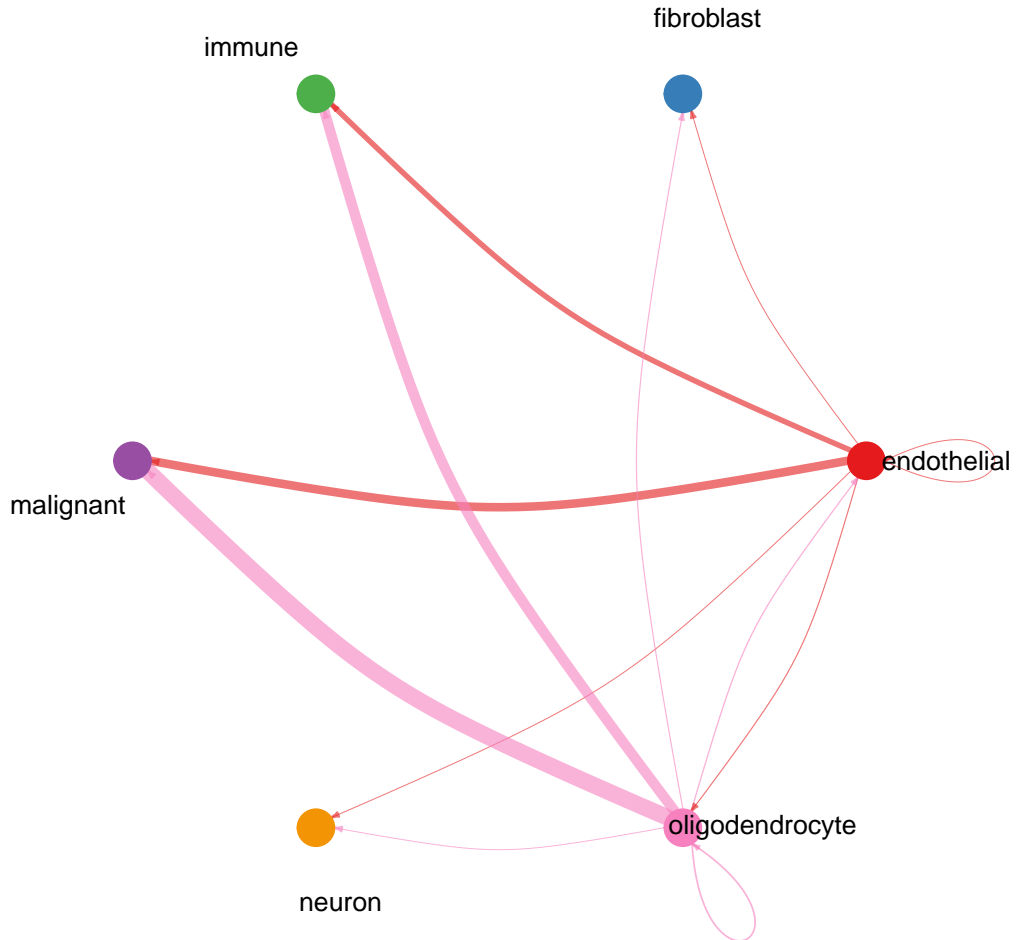 fibroblast
immune
endothelial
malignant
oligodendrocyte
neuron